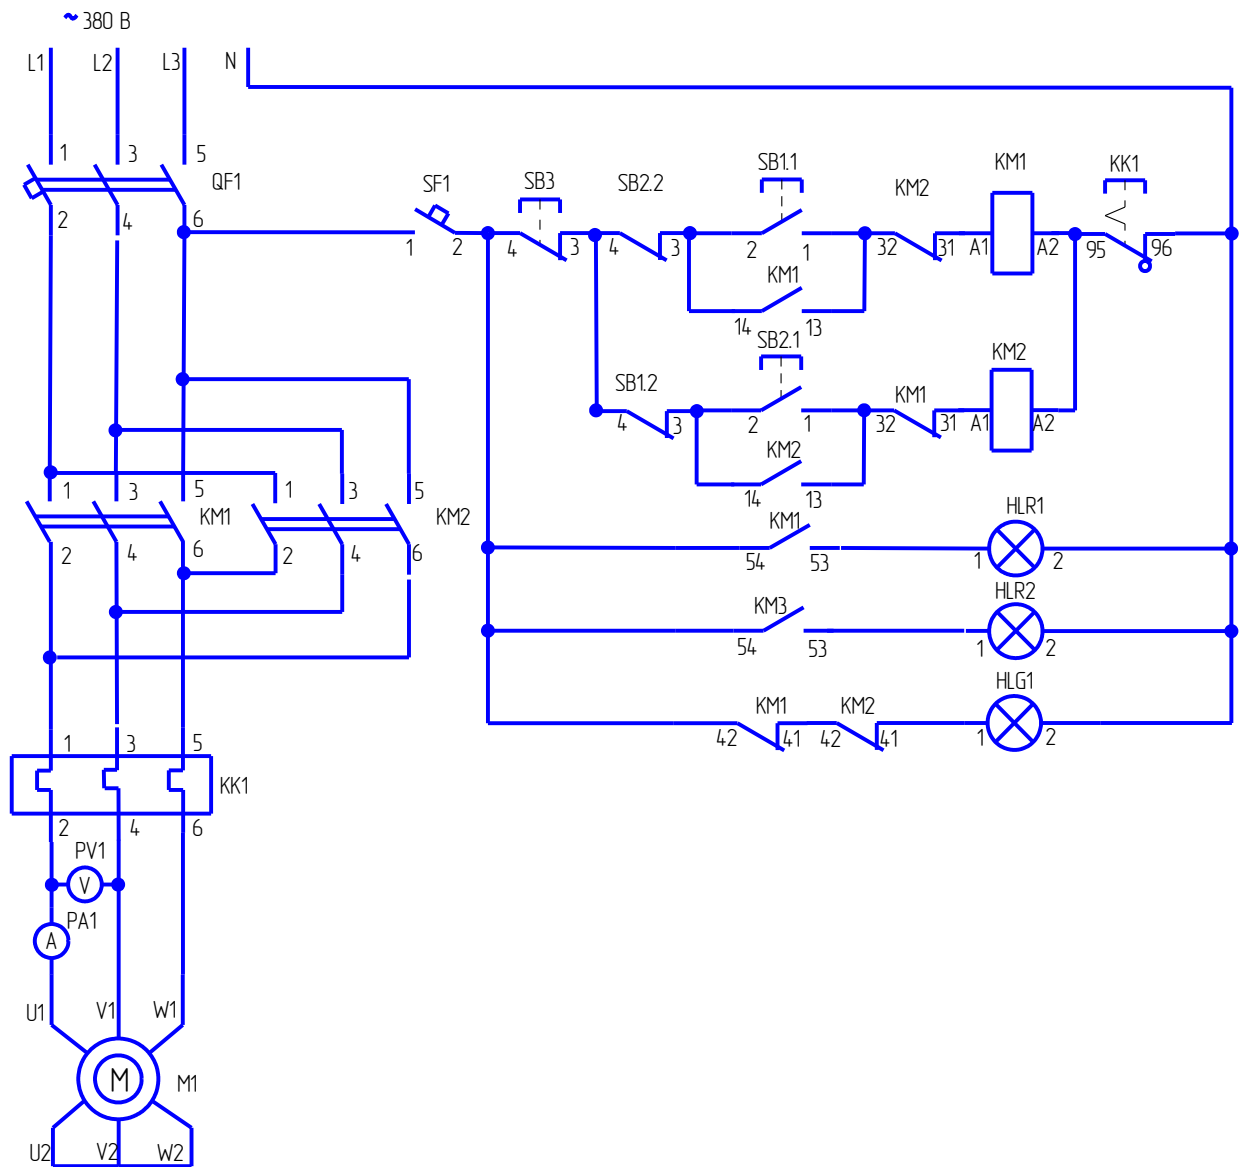 ~ 380 В
L1 L2 L3 N
1 3 5
QF1
2 4 6
SF1 SB3 SB2.2 SB1.1 KM2 KM1 KK1
1 2 4 3 4 3 2 1 32 31 A1 A2 95 96
KM1
14 13
SB2.1
SB1.2 KM1 KM2
4 3 2 1 32 31 A1 A2
KM2
14 13
1 3 5 1 3 5
KM1 KM2
2 4 6 2 4 6
KM1 HLR1
54 53 1 2
KM3 HLR2
54 53 1 2
KM1 KM2 HLG1
42 41 42 41 1 2
1 3 5
KK1
2 4 6
PV1
V
PA1
A
U1 V1 W1
M M1
U2 V2 W2